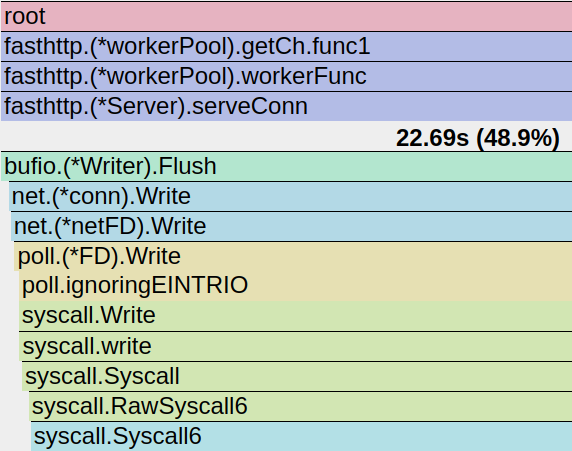 root
fasthttp.(*workerPool).getCh.func1
fasthttp.(*workerPool).workerFunc
fasthttp.(*Server).serveConn
22.69s (48.9%)
bufio.(*Writer).Flush
net.(*conn).Write
net.(*netFD).Write
poll.(*FD).Write
poll.ignoringEINTRIO
syscall.Write
syscall.write
syscall.Syscall
syscall.RawSyscall6
syscall.Syscall6